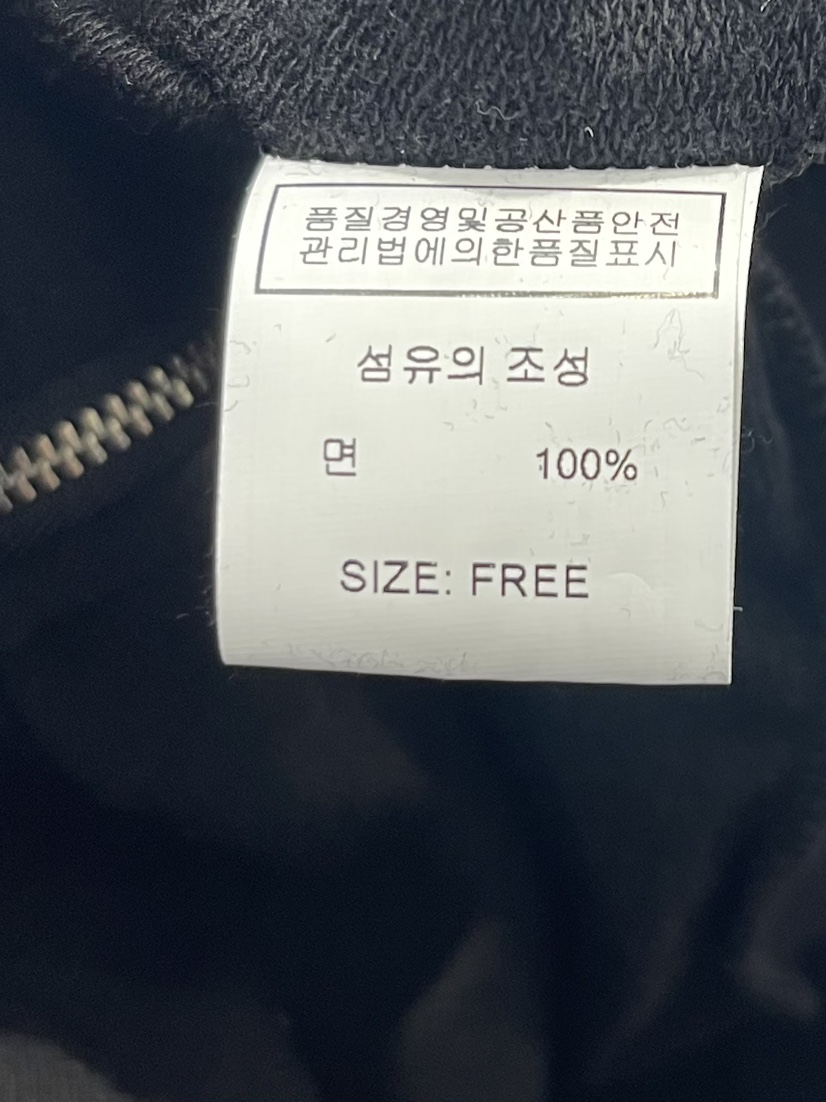 품질경영및공산품안전
관리법에의한품질표시
섬유의 조성
면 100%
SIZE: FREE